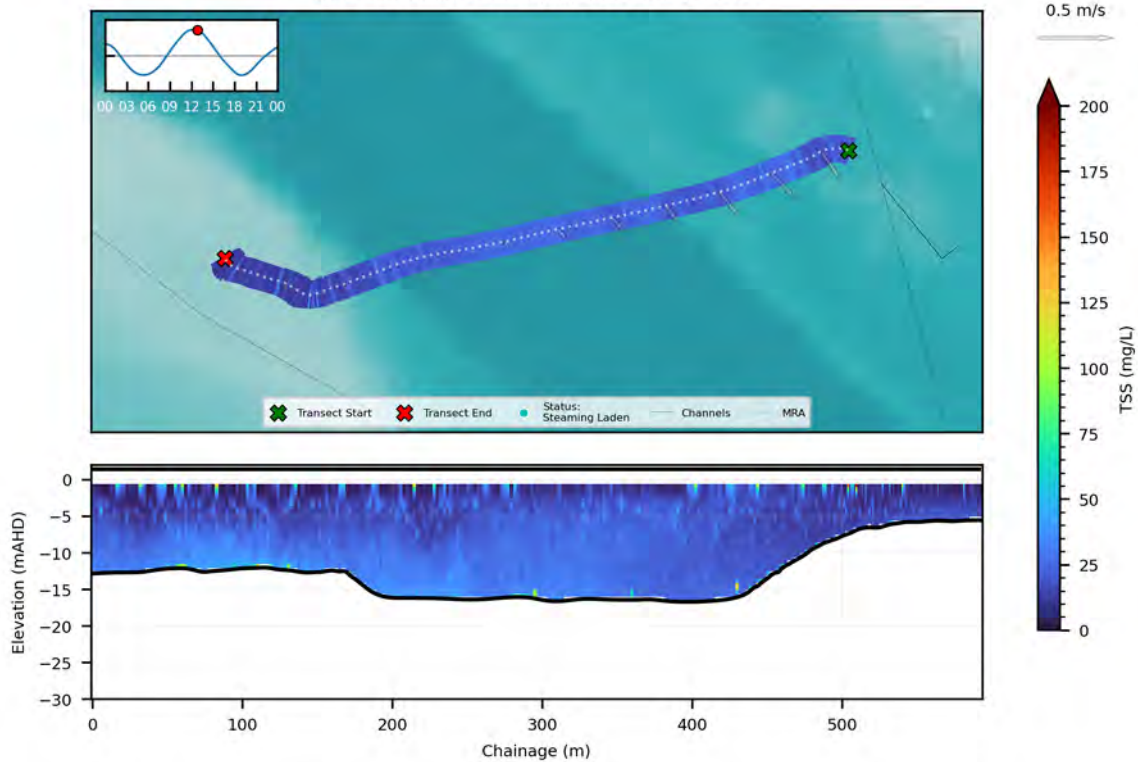 0.5 m/s
00 03 06 09 12 15 18 21 00
Transect Start
Transect End
Status:
Steaming Laden
Channels
MRA
200
175
150
125
100
75
50
25
0
TSS (mg/L)
0
−5
−10
−15
−20
−25
−30
Elevation (mAHD)
0 100 200 300 400 500
Chainage (m)